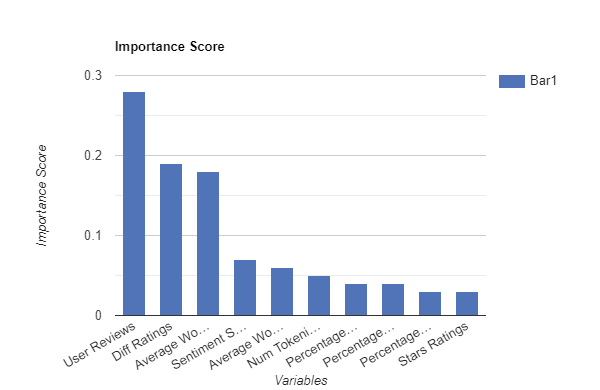 Importance Score
Bar1
0.3
0.2
0.1
0
Importance Score
User Reviews
Diff Ratings
Average Wo...
Sentiment S...
Average Wo...
Num Tokeni...
Percentage...
Percentage...
Percentage...
Stars Ratings
Variables